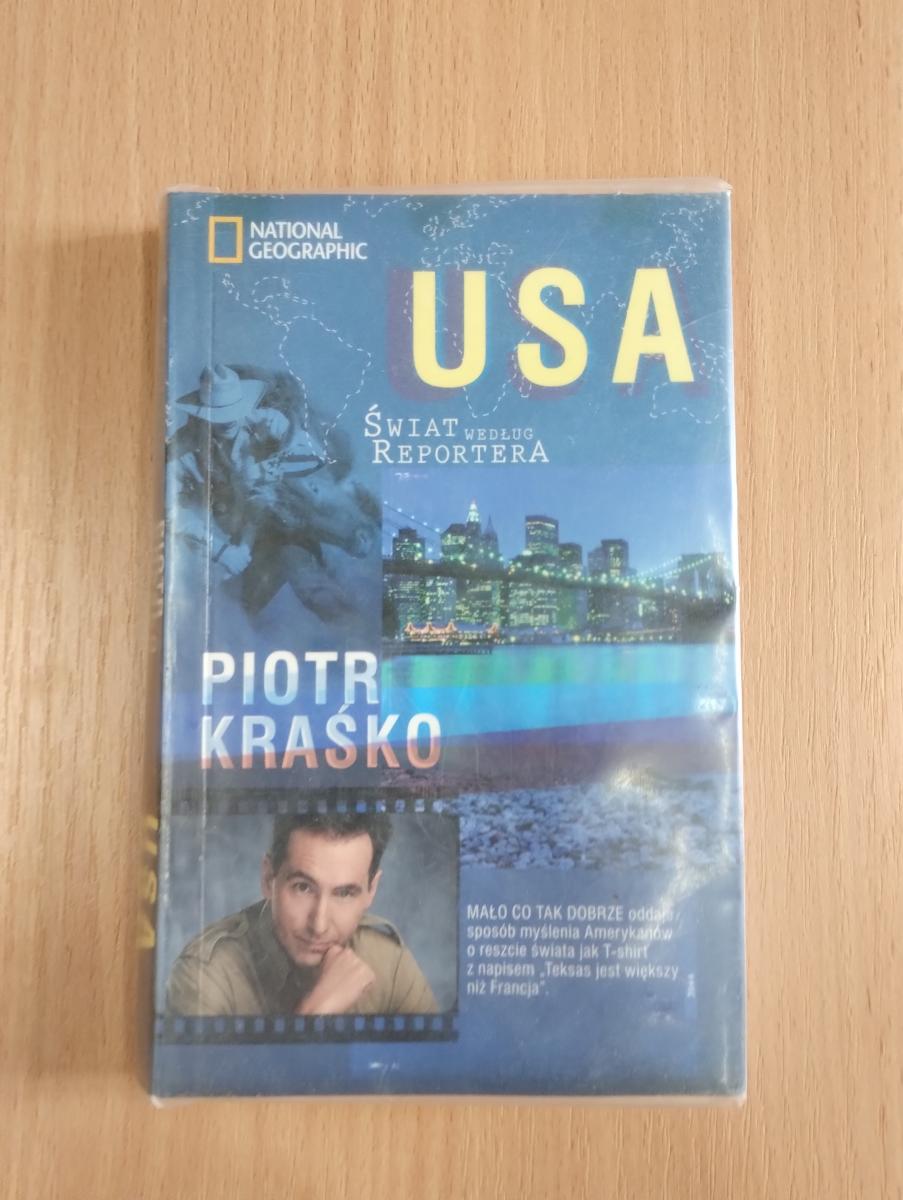 NATIONAL
GEOGRAPHIC
USA
ŚWIAT WEDŁUG
REPORTERA
PIOTR
KRAŚKO
MAŁO CO TAK DOBRZE oddaje
sposób myślenia Amerykanów
o reszcie świata jak T-shirt
z napisem „Teksas jest większy
niż Francja".
USA